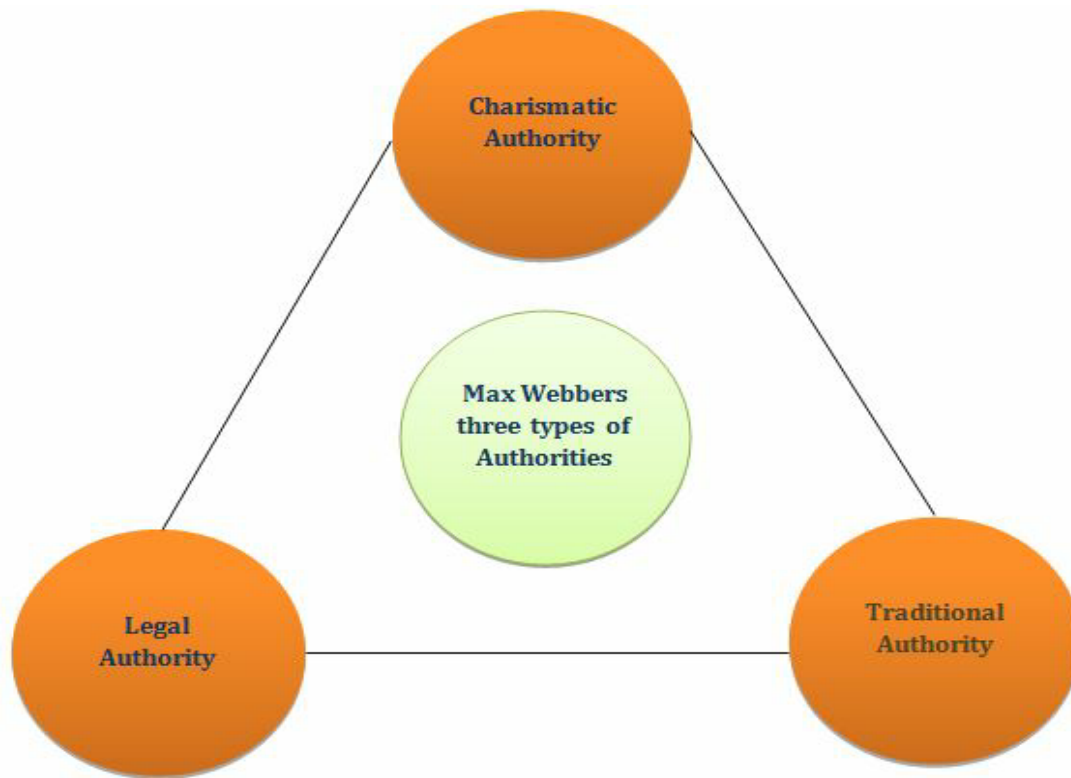 Charismatic
Authority
Max Webbers
three types of
Authorities
Legal
Authority
Traditional
Authority